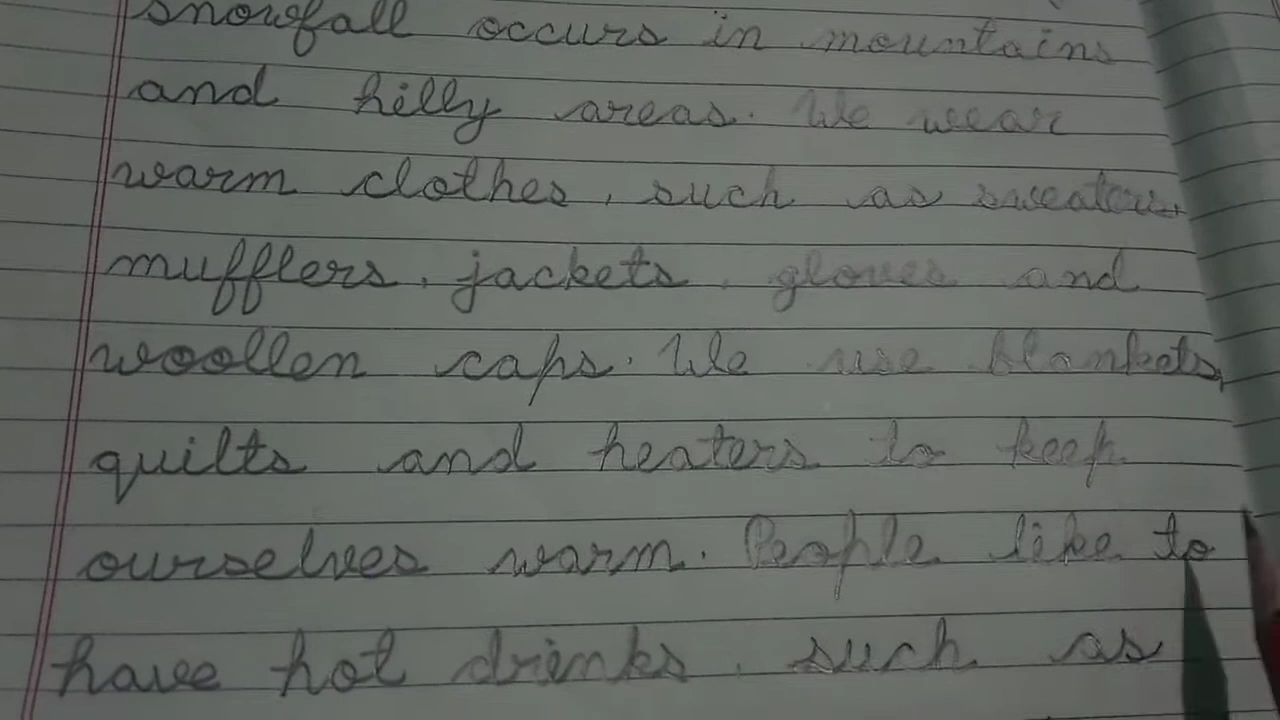 snowfall occurs in mountains
and hilly areas. We wear
warm clothes, such as sweaters,
mufflers, jackets, gloves and
woollen caps. We use blankets,
quilts and heaters to keep
ourselves warm. People like to
have hot drinks, such as